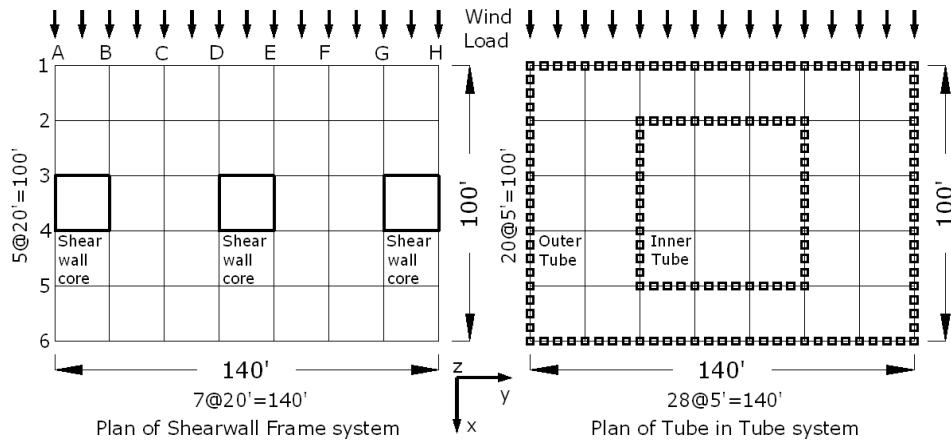 Wind
Load
A B C D E F G H
1
2
3
4
5
6
5@20'=100'
Shear
wall
core
Shear
wall
core
Shear
wall
core
100'
140'
7@20'=140'
Plan of Shearwall Frame system
z
y
x
20@5'=100'
Outer
Tube
Inner
Tube
100'
140'
28@5'=140'
Plan of Tube in Tube system